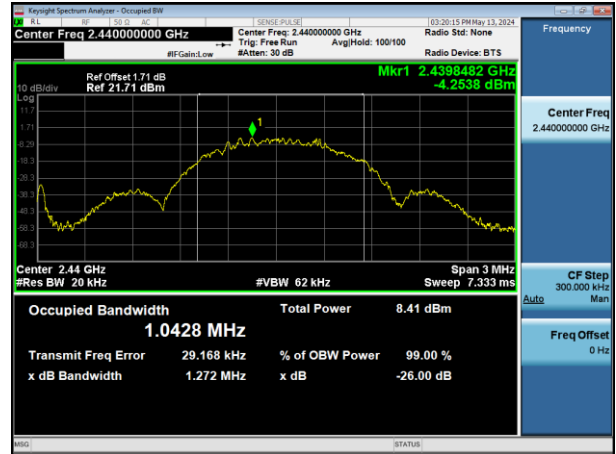 Keysight Spectrum Analyzer - Occupied BW
RL RF 50 Ω AC SENSE:PULSE 03:20:15 PM May 13, 2024
Center Freq 2.440000000 GHz
Center Freq: 2.440000000 GHz
Radio Std: None
Trig: Free Run Avg|Hold: 100/100
#IFGain:Low
#Atten: 30 dB
Radio Device: BTS
Ref Offset 1.71 dB
Mkr1 2.4398482 GHz
10 dB/div Ref 21.71 dBm
-4.2538 dBm
Log
11.7
1
1.71
-8.29
-18.3
-28.3
-38.3
-48.3
-58.3
-68.3
Center 2.44 GHz
Span 3 MHz
#Res BW 20 kHz
#VBW 62 kHz
Sweep 7.333 ms
Occupied Bandwidth
Total Power 8.41 dBm
1.0428 MHz
Transmit Freq Error 29.168 kHz
% of OBW Power 99.00 %
x dB Bandwidth 1.272 MHz
x dB -26.00 dB
MSG
STATUS
Frequency
Center Freq
2.440000000 GHz
CF Step
300.000 kHz
Auto Man
Freq Offset
0 Hz